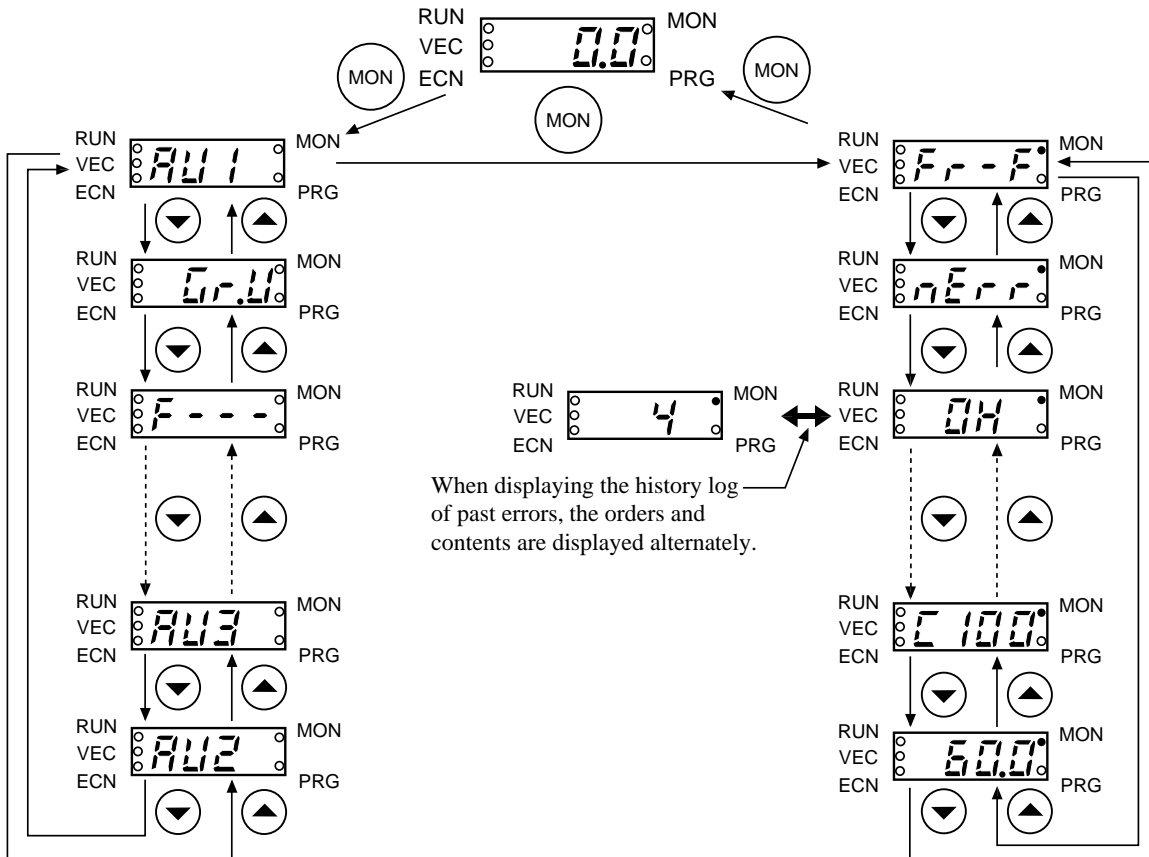 RUN
VEC
ECN
0.0
MON
PRG
MON
MON
MON
RUN
VEC
ECN
AU1
MON
PRG
RUN
VEC
ECN
Fr--F
MON
PRG
RUN
VEC
ECN
Gr.U
MON
PRG
RUN
VEC
ECN
nErr
MON
PRG
RUN
VEC
ECN
F----
MON
PRG
RUN
VEC
ECN
4
MON
PRG
RUN
VEC
ECN
OH
MON
PRG
When displaying the history log
of past errors, the orders and
contents are displayed alternately.
RUN
VEC
ECN
AU3
MON
PRG
RUN
VEC
ECN
C100
MON
PRG
RUN
VEC
ECN
AU2
MON
PRG
RUN
VEC
ECN
60.0
MON
PRG